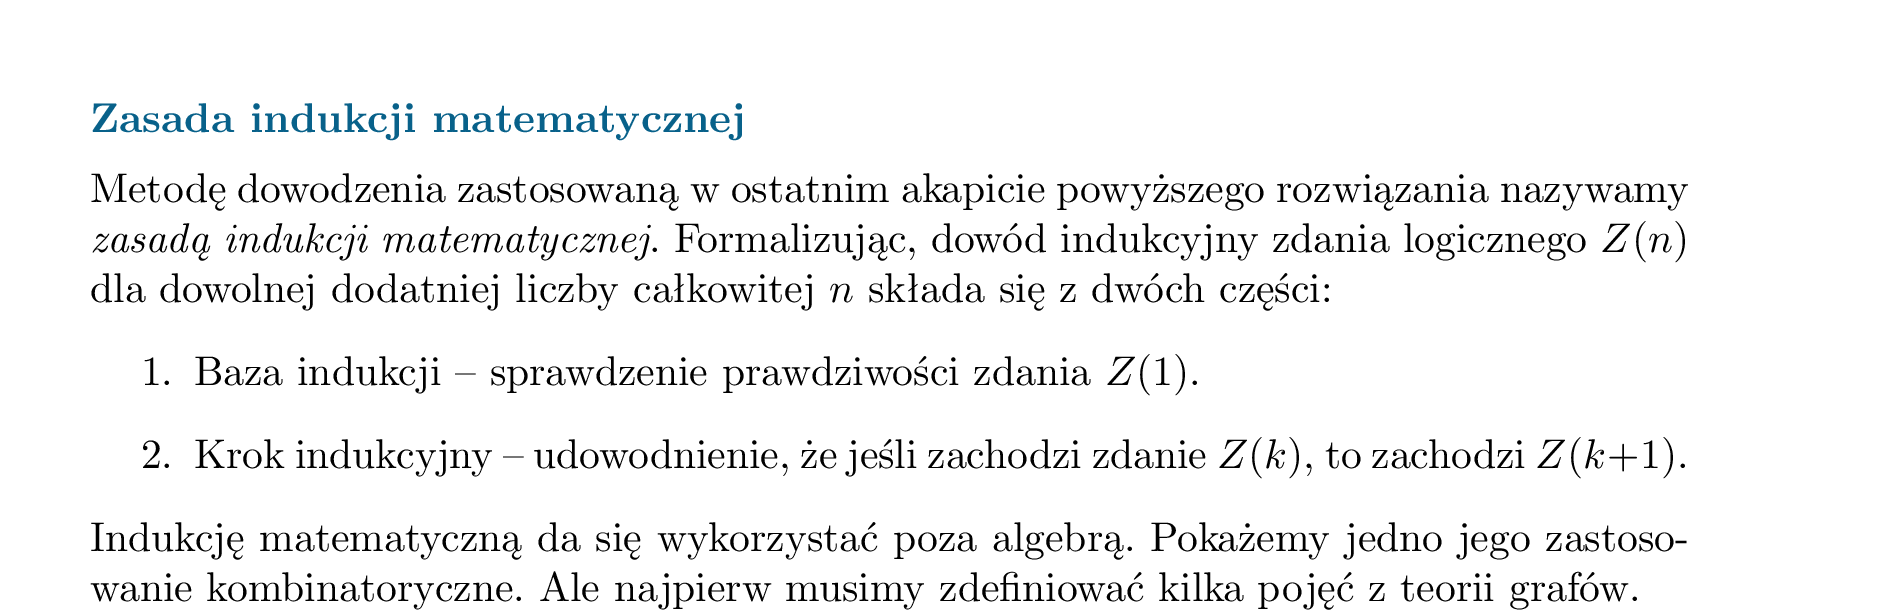 Zasada indukcji matematycznej
Metodę dowodzenia zastosowaną w ostatnim akapicie powyższego rozwiązania nazywamy
zasadą indukcji matematycznej. Formalizując, dowód indukcyjny zdania logicznego Z(n)
dla dowolnej dodatniej liczby całkowitej n składa się z dwóch części:
1. Baza indukcji – sprawdzenie prawdziwości zdania Z(1).
2. Krok indukcyjny – udowodnienie, że jeśli zachodzi zdanie Z(k), to zachodzi Z(k+1).
Indukcję matematyczną da się wykorzystać poza algebrą. Pokażemy jedno jego zastoso-
wanie kombinatoryczne. Ale najpierw musimy zdefiniować kilka pojęć z teorii grafów.